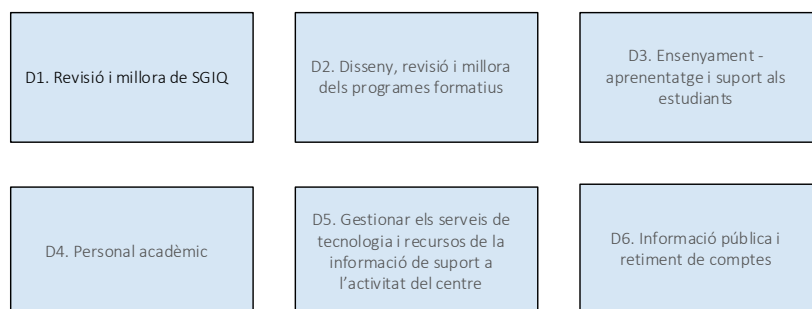 D1. Revisió i millora de SGIQ
D2. Disseny, revisió i millora
dels programes formatius
D3. Ensenyament -
aprenentatge i suport als
estudiants
D4. Personal acadèmic
D5. Gestionar els serveis de
tecnologia i recursos de la
informació de suport a
l’activitat del centre
D6. Informació pública i
retiment de comptes